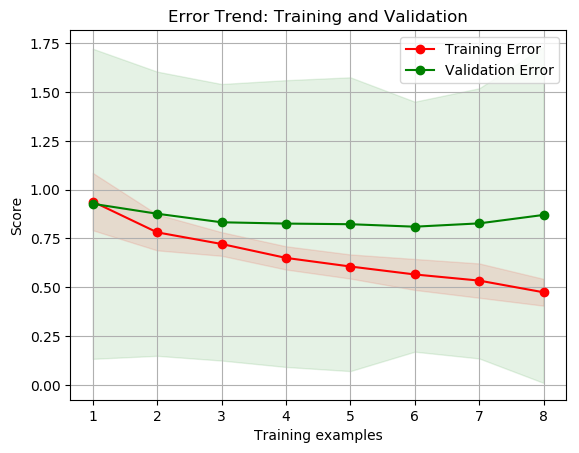 Error Trend: Training and Validation
Training Error
Validation Error
Score
1.75
1.50
1.25
1.00
0.75
0.50
0.25
0.00
1 2 3 4 5 6 7 8
Training examples